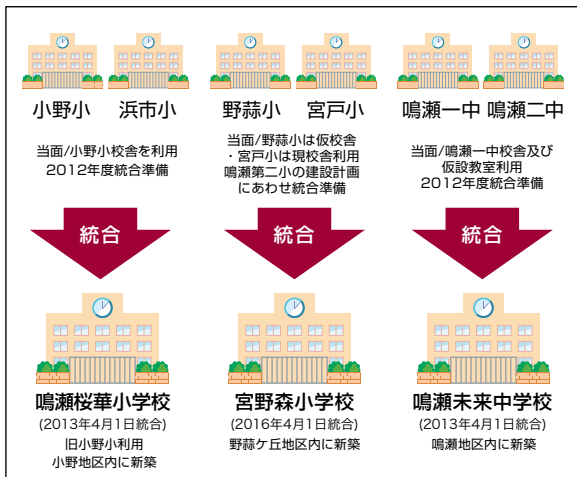 小野小
浜市小
野蒜小
宮戸小
鳴瀬一中
鳴瀬二中
当面/小野小校舎を利用
2012年度統合準備
当面/野蒜小は仮校舎
・宮戸小は現校舎利用
鳴瀬第二小の建設計画
にあわせ統合準備
当面/鳴瀬一中校舎及び
仮設教室利用
2012年度統合準備
統合
統合
統合
鳴瀬桜華小学校
(2013年4月1日統合)
旧小野小利用
小野地区内に新築
宮野森小学校
(2016年4月1日統合)
野蒜ケ丘地区内に新築
鳴瀬未来中学校
(2013年4月1日統合)
鳴瀬地区内に新築